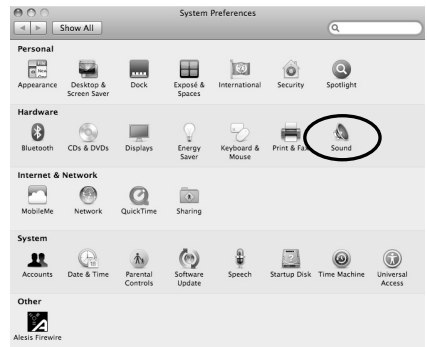 System Preferences
Show All
Personal
Appearance Desktop & Screen Saver Dock Exposé & Spaces International Security Spotlight
Hardware
Bluetooth CDs & DVDs Displays Energy Saver Keyboard & Mouse Print & Fax Sound
Internet & Network
MobileMe Network QuickTime Sharing
System
Accounts Date & Time Parental Controls Software Update Speech Startup Disk Time Machine Universal Access
Other
Alesis Firewire